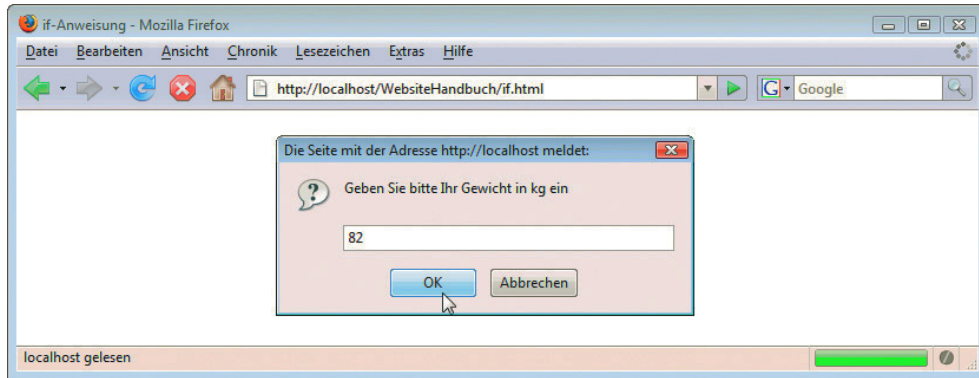 if-Anweisung - Mozilla Firefox
Datei Bearbeiten Ansicht Chronik Lesezeichen Extras Hilfe
http://localhost/WebsiteHandbuch/if.html G Google
Die Seite mit der Adresse http://localhost meldet:
? Geben Sie bitte Ihr Gewicht in kg ein
82
OK Abbrechen
localhost gelesen